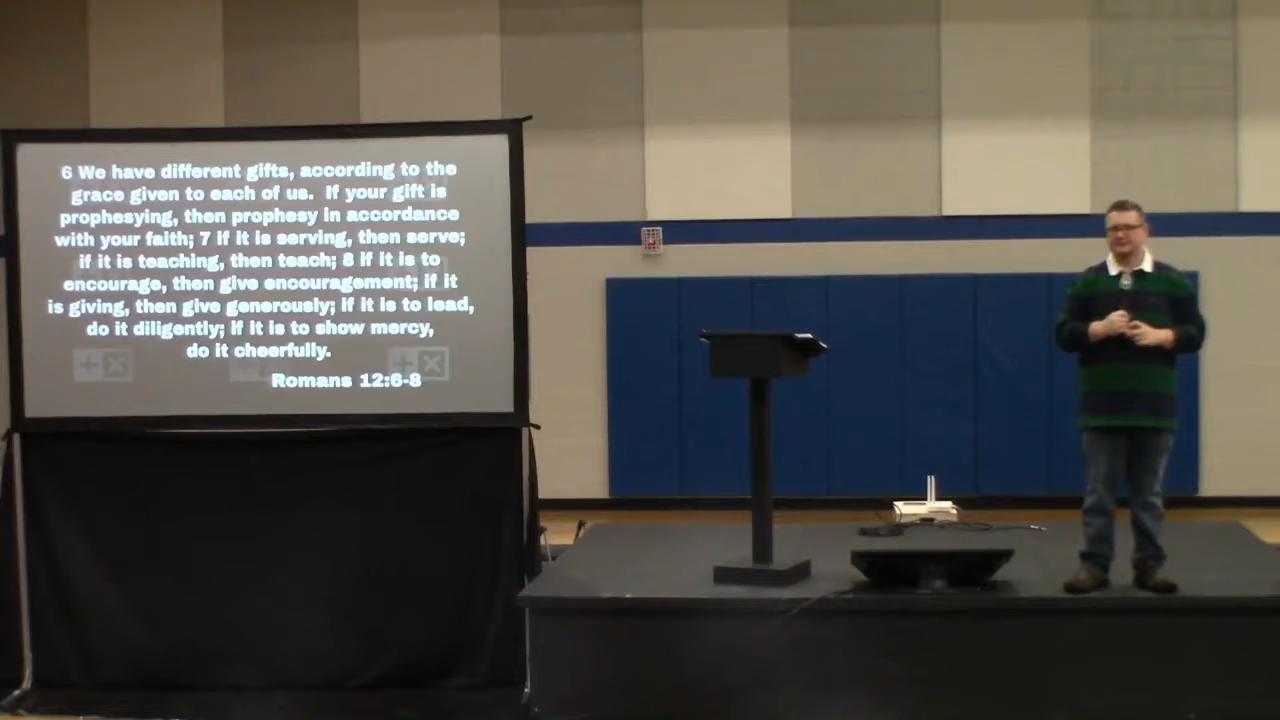 6 We have different gifts, according to the
grace given to each of us. If your gift is
prophesying, then prophesy in accordance
with your faith; 7 if it is serving, then serve;
if it is teaching, then teach; 8 if it is to
encourage, then give encouragement; if it
is giving, then give generously; if it is to lead,
do it diligently; if it is to show mercy,
do it cheerfully.
Romans 12:6-8